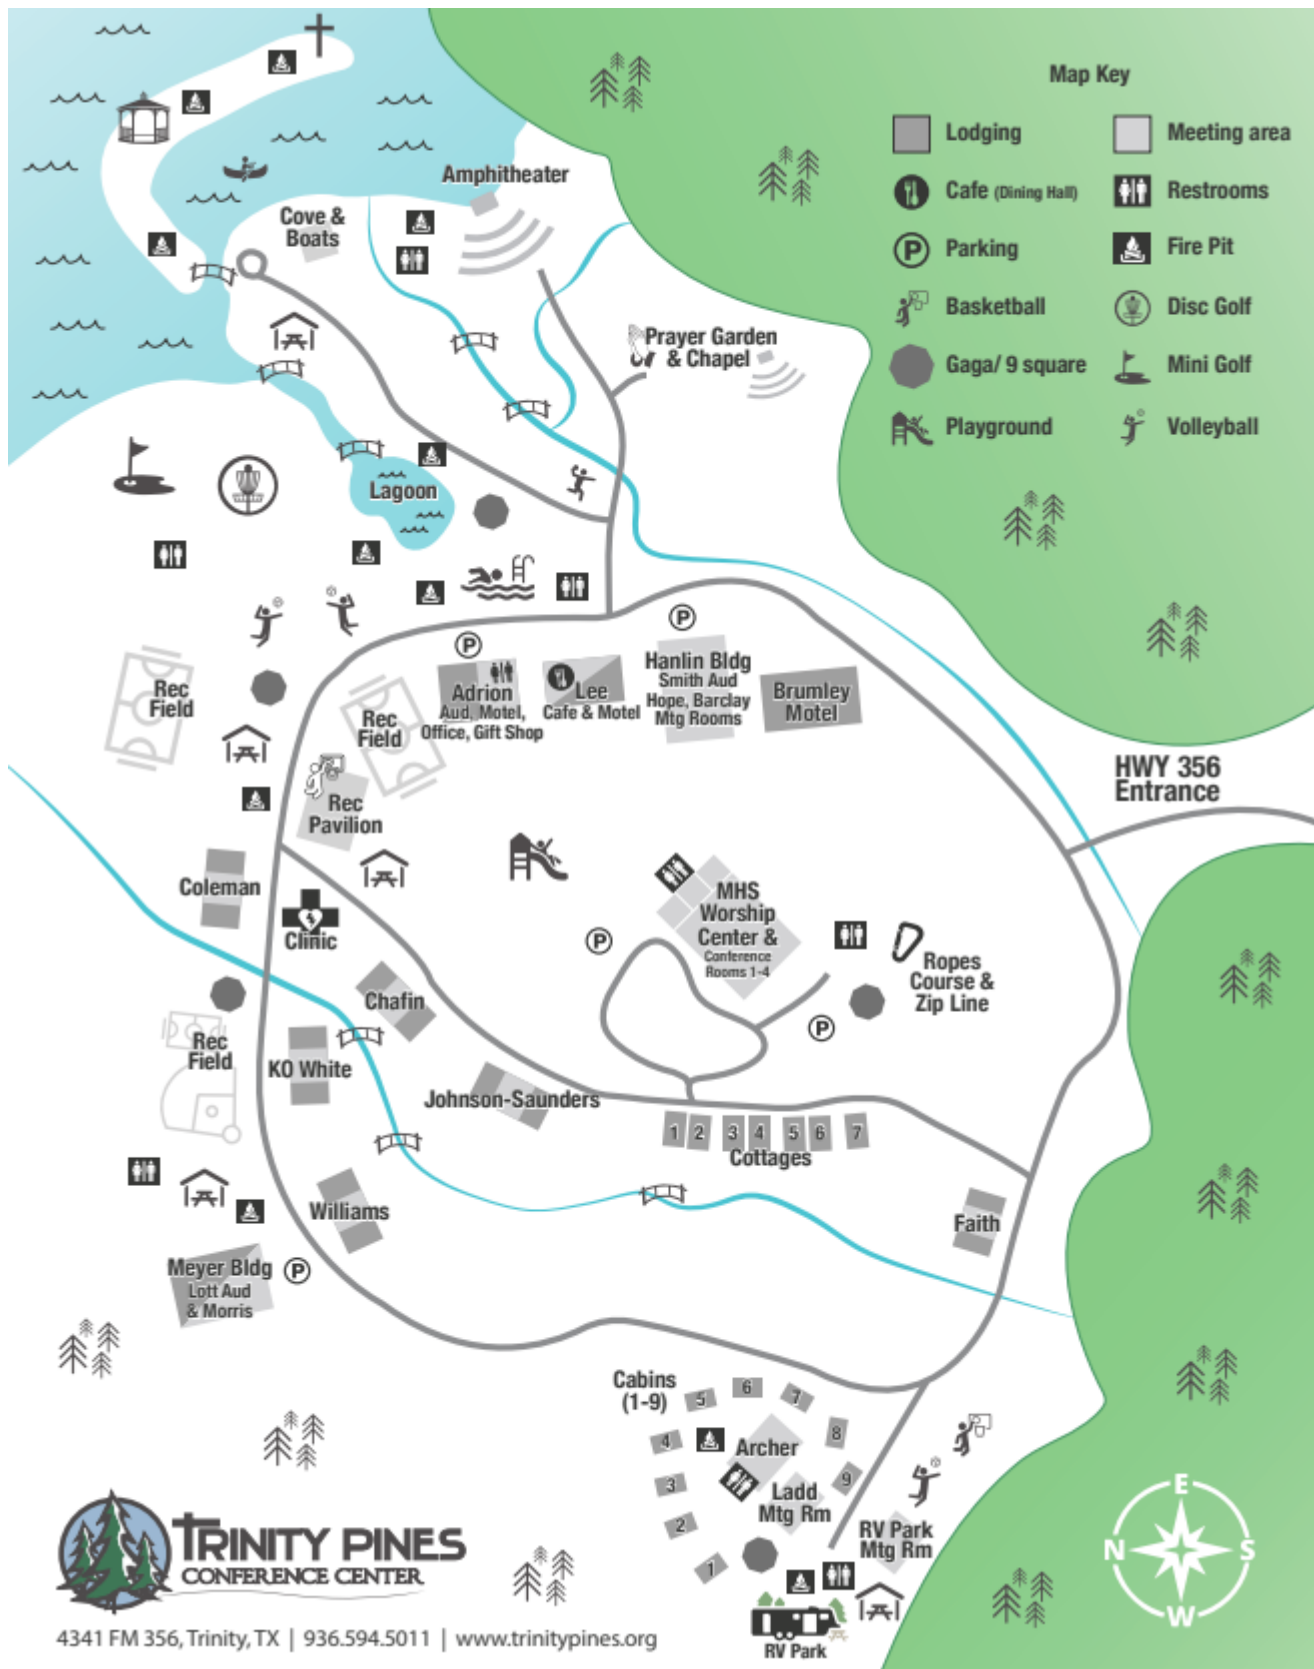 Map Key
Lodging
Meeting area
Cafe (Dining Hall)
Restrooms
P Parking
Fire Pit
Basketball
Disc Golf
Gaga/ 9 square
Mini Golf
Playground
Volleyball
Amphitheater
Cove &
Boats
Prayer Garden
& Chapel
Lagoon
P
P
Rec
Field
Rec
Field
Adrion
Aud, Motel,
Office, Gift Shop
Lee
Cafe & Motel
Hanlin Bldg
Smith Aud
Hope, Barclay
Mtg Rooms
Brumley
Motel
HWY 356
Entrance
Rec
Pavilion
Coleman
Clinic
MHS
Worship
Center &
Conference
Rooms 1-4
P
Ropes
Course &
Zip Line
P
Chafin
Rec
Field
KO White
Johnson-Saunders
1 2 3 4 5 6 7
Cottages
Williams
Faith
Meyer Bldg
Lott Aud
& Morris
P
Cabins
(1-9)
5
6
7
4
8
Archer
3
9
Ladd
Mtg Rm
2
1
RV Park
Mtg Rm
RV Park
E
N
S
W
TRINITY PINES
CONFERENCE CENTER
4341 FM 356, Trinity, TX | 936.594.5011 | www.trinitypines.org